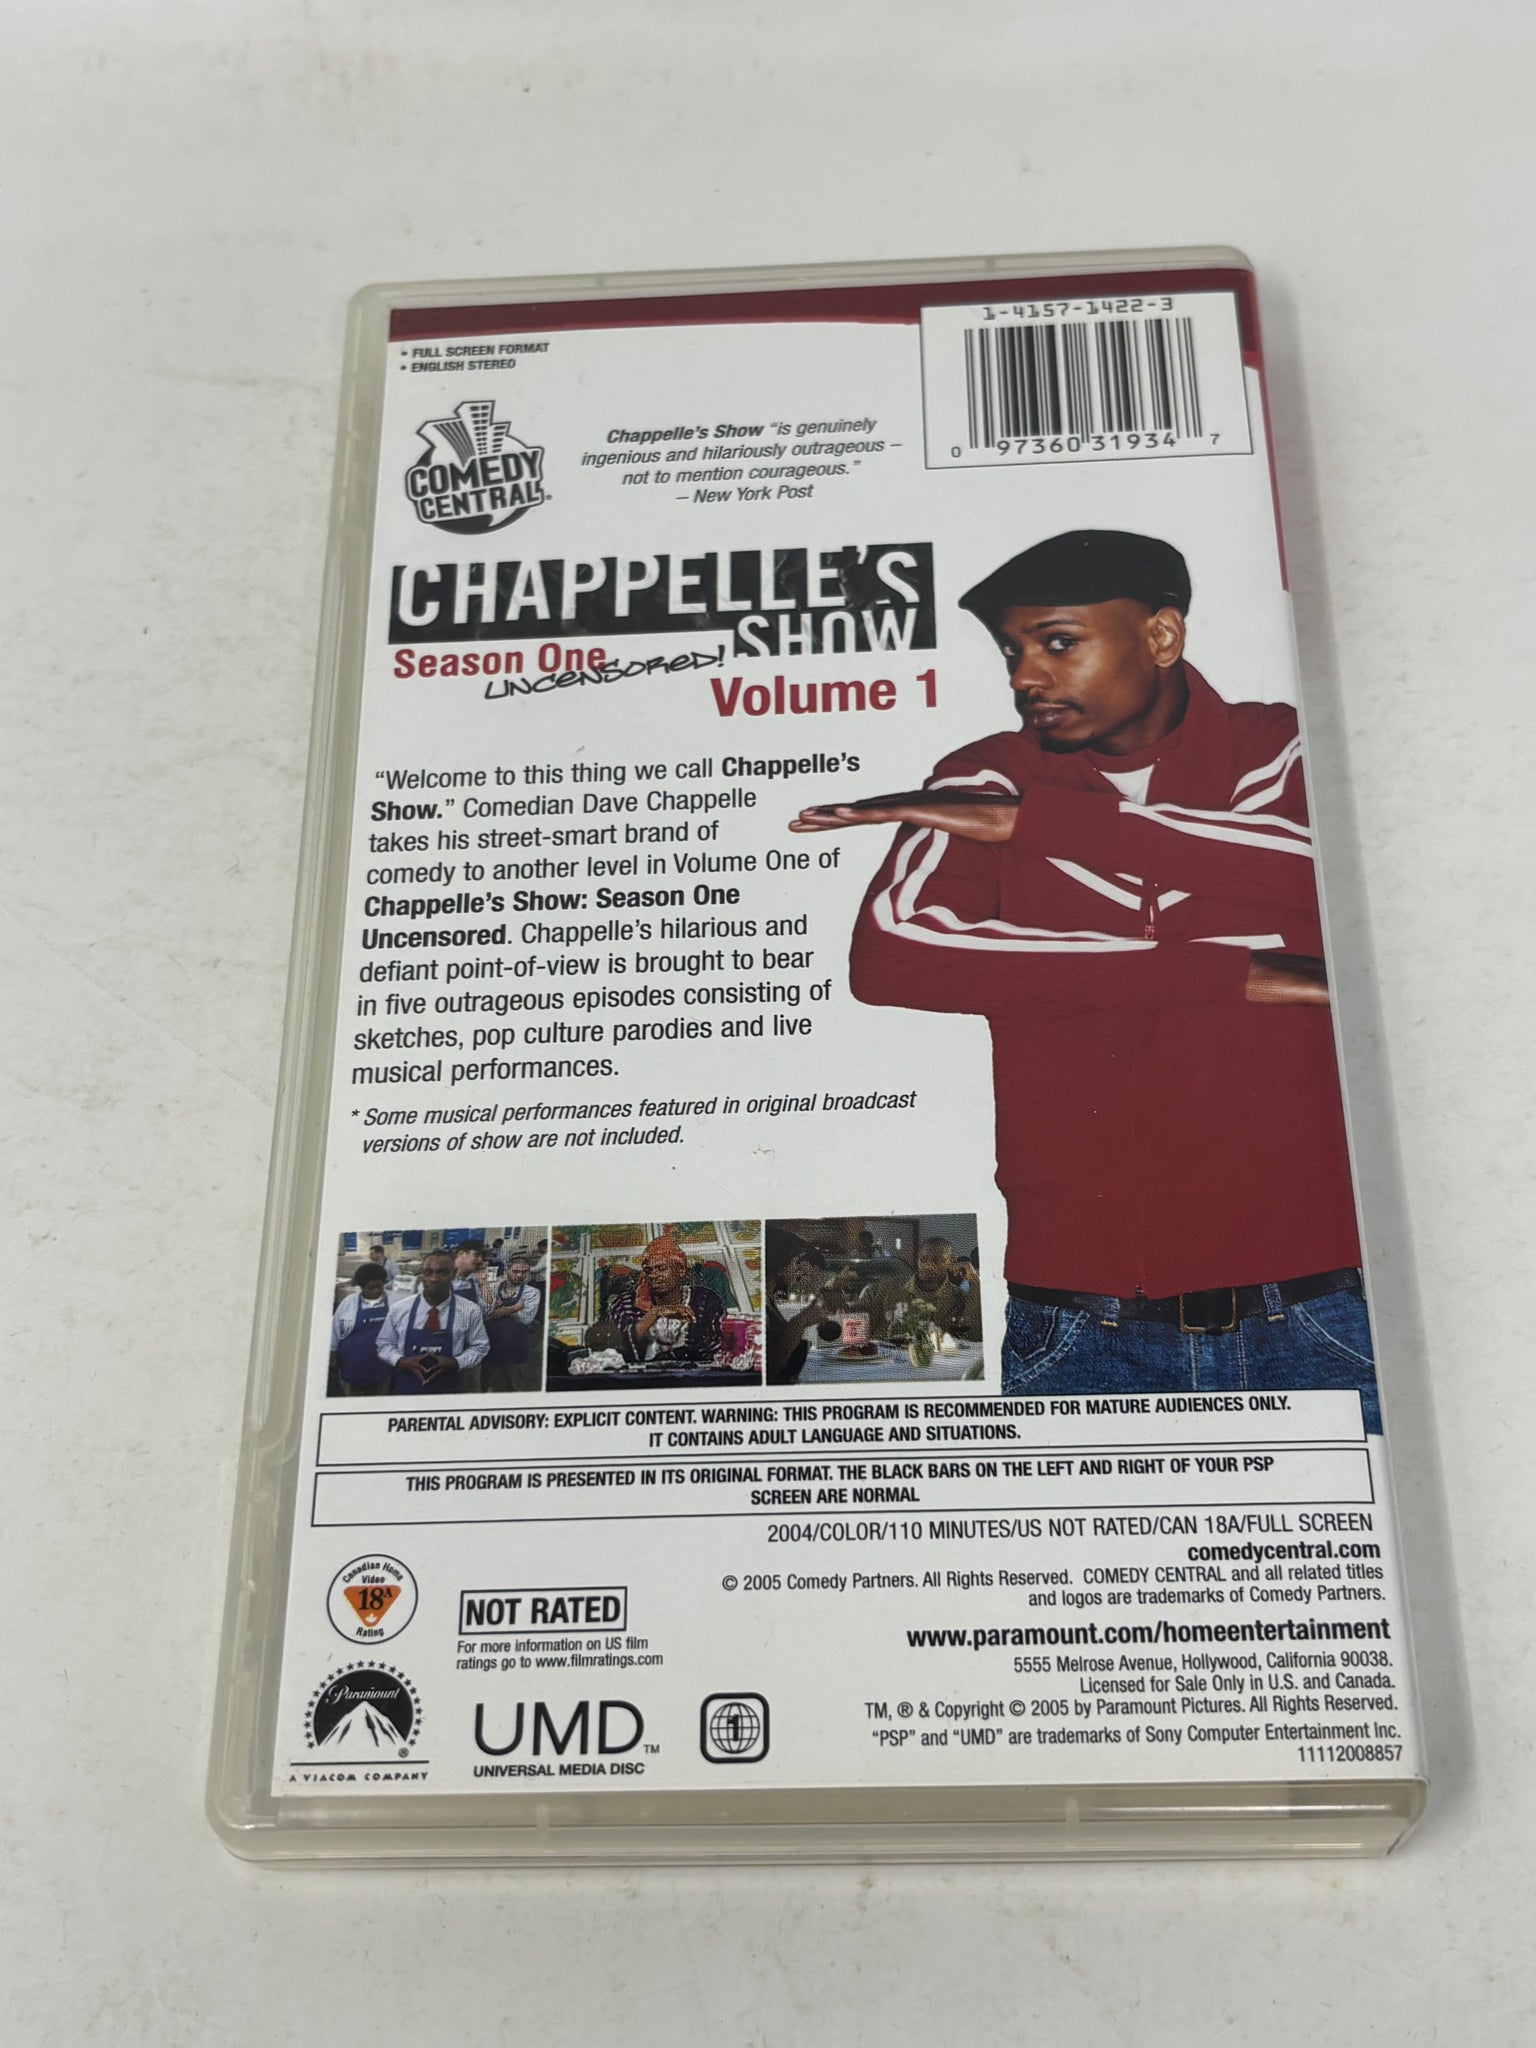 1-4157-1422-3
0 97360 31934 7
• FULL SCREEN FORMAT
• ENGLISH STEREO
COMEDY
CENTRAL®
Chappelle's Show "is genuinely
ingenious and hilariously outrageous –
not to mention courageous."
– New York Post
CHAPPELLE'S
SHOW
Season One
UNCENSORED!
Volume 1
"Welcome to this thing we call Chappelle's
Show." Comedian Dave Chappelle
takes his street-smart brand of
comedy to another level in Volume One of
Chappelle's Show: Season One
Uncensored. Chappelle's hilarious and
defiant point-of-view is brought to bear
in five outrageous episodes consisting of
sketches, pop culture parodies and live
musical performances.
* Some musical performances featured in original broadcast
versions of show are not included.
PARENTAL ADVISORY: EXPLICIT CONTENT. WARNING: THIS PROGRAM IS RECOMMENDED FOR MATURE AUDIENCES ONLY.
IT CONTAINS ADULT LANGUAGE AND SITUATIONS.
THIS PROGRAM IS PRESENTED IN ITS ORIGINAL FORMAT. THE BLACK BARS ON THE LEFT AND RIGHT OF YOUR PSP
SCREEN ARE NORMAL
2004/COLOR/110 MINUTES/US NOT RATED/CAN 18A/FULL SCREEN
comedycentral.com
© 2005 Comedy Partners. All Rights Reserved. COMEDY CENTRAL and all related titles
and logos are trademarks of Comedy Partners.
Canadian Home
Video
18A
Rating
NOT RATED
For more information on US film
ratings go to www.filmratings.com
www.paramount.com/homeentertainment
5555 Melrose Avenue, Hollywood, California 90038.
Licensed for Sale Only in U.S. and Canada.
TM, ® & Copyright © 2005 by Paramount Pictures. All Rights Reserved.
"PSP" and "UMD" are trademarks of Sony Computer Entertainment Inc.
11112008857
Paramount
®
A VIACOM COMPANY
UMD™
UNIVERSAL MEDIA DISC
1